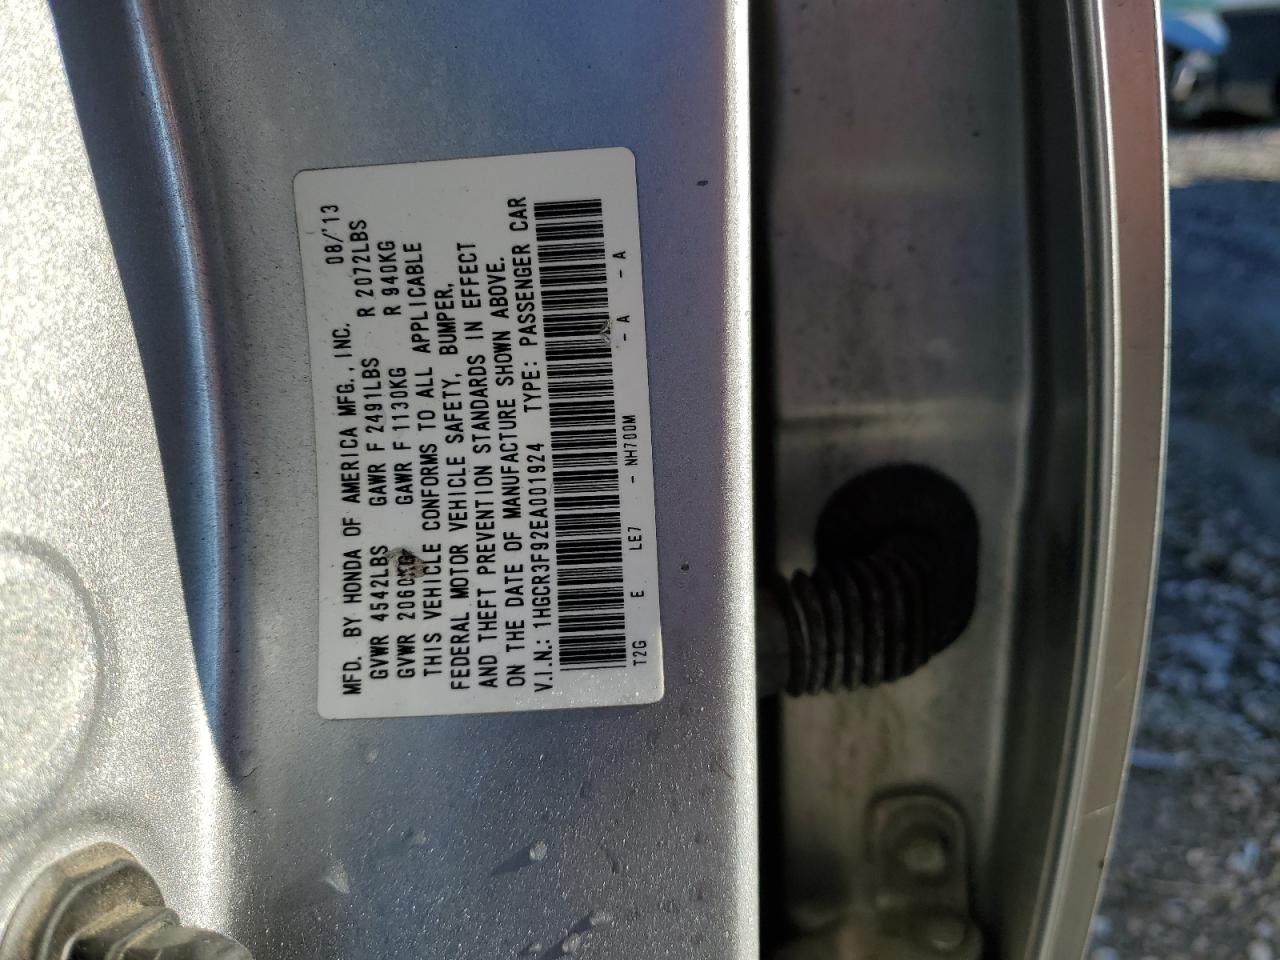 MFD. BY HONDA OF AMERICA MFG., INC. 08/'13
GVWR 4542LBS GAWR F 2491LBS R 2072LBS
GVWR 2060KG GAWR F 1130KG R 940KG
THIS VEHICLE CONFORMS TO ALL APPLICABLE
FEDERAL MOTOR VEHICLE SAFETY, BUMPER,
AND THEFT PREVENTION STANDARDS IN EFFECT
ON THE DATE OF MANUFACTURE SHOWN ABOVE.
V.I.N.: 1HGCR3F92EA001924 TYPE: PASSENGER CAR
T2G E LE7 - NH700M - A - A